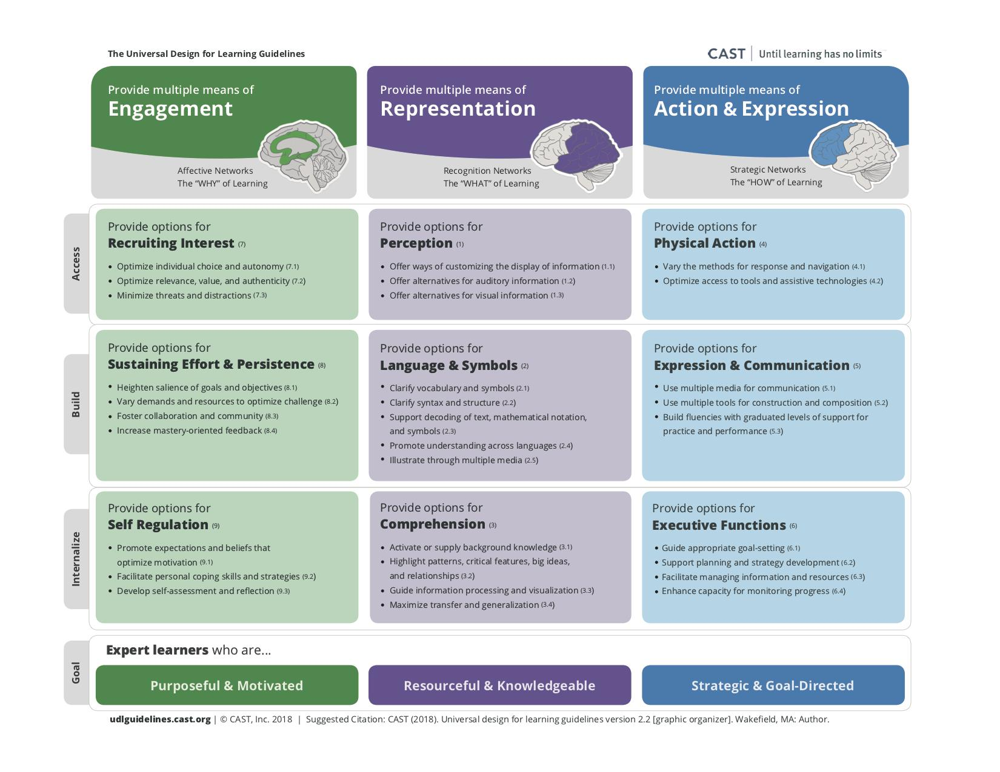 The Universal Design for Learning Guidelines
CAST | Until learning has no limits
Provide multiple means of
Engagement
Affective Networks
The “WHY” of Learning
Provide multiple means of
Representation
Recognition Networks
The “WHAT” of Learning
Provide multiple means of
Action & Expression
Strategic Networks
The “HOW” of Learning
Access
Provide options for
Recruiting Interest (7)
• Optimize individual choice and autonomy (7.1)
• Optimize relevance, value, and authenticity (7.2)
• Minimize threats and distractions (7.3)
Provide options for
Perception (1)
• Offer ways of customizing the display of information (1.1)
• Offer alternatives for auditory information (1.2)
• Offer alternatives for visual information (1.3)
Provide options for
Physical Action (4)
• Vary the methods for response and navigation (4.1)
• Optimize access to tools and assistive technologies (4.2)
Build
Provide options for
Sustaining Effort & Persistence (8)
• Heighten salience of goals and objectives (8.1)
• Vary demands and resources to optimize challenge (8.2)
• Foster collaboration and community (8.3)
• Increase mastery-oriented feedback (8.4)
Provide options for
Language & Symbols (2)
• Clarify vocabulary and symbols (2.1)
• Clarify syntax and structure (2.2)
• Support decoding of text, mathematical notation,
and symbols (2.3)
• Promote understanding across languages (2.4)
• Illustrate through multiple media (2.5)
Provide options for
Expression & Communication (5)
• Use multiple media for communication (5.1)
• Use multiple tools for construction and composition (5.2)
• Build fluencies with graduated levels of support for
practice and performance (5.3)
Internalize
Provide options for
Self Regulation (9)
• Promote expectations and beliefs that
optimize motivation (9.1)
• Facilitate personal coping skills and strategies (9.2)
• Develop self-assessment and reflection (9.3)
Provide options for
Comprehension (3)
• Activate or supply background knowledge (3.1)
• Highlight patterns, critical features, big ideas,
and relationships (3.2)
• Guide information processing and visualization (3.3)
• Maximize transfer and generalization (3.4)
Provide options for
Executive Functions (6)
• Guide appropriate goal-setting (6.1)
• Support planning and strategy development (6.2)
• Facilitate managing information and resources (6.3)
• Enhance capacity for monitoring progress (6.4)
Goal
Expert learners who are...
Purposeful & Motivated
Resourceful & Knowledgeable
Strategic & Goal-Directed
udlguidelines.cast.org | © CAST, Inc. 2018 | Suggested Citation: CAST (2018). Universal design for learning guidelines version 2.2 [graphic organizer]. Wakefield, MA: Author.